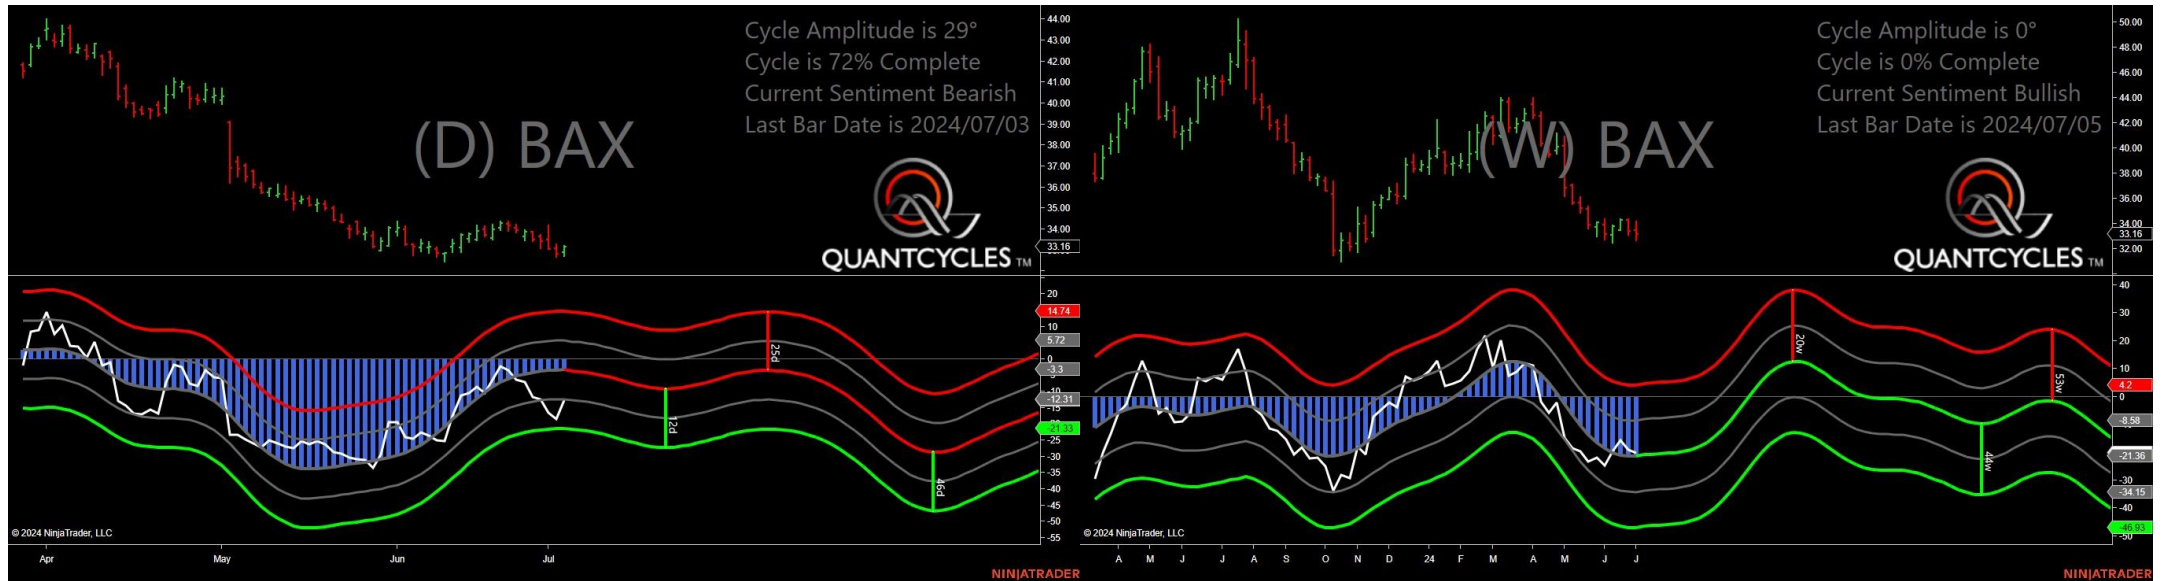 Cycle Amplitude is 29°
Cycle is 72% Complete
Current Sentiment Bearish
Last Bar Date is 2024/07/03
(D) BAX
QUANTCYCLES TM
44.00
43.00
42.00
41.00
40.00
39.00
38.00
37.00
36.00
35.00
34.00
33.16
20
14.74
10
5.72
0
-3.3
-10
-12.31
-15
-21.33
-25
-30
-35
-40
-45
-50
-55
25d
12d
46d
© 2024 NinjaTrader, LLC
Apr May Jun Jul
NINJATRADER
Cycle Amplitude is 0°
Cycle is 0% Complete
Current Sentiment Bullish
Last Bar Date is 2024/07/05
(W) BAX
QUANTCYCLES TM
50.00
48.00
46.00
44.00
42.00
40.00
38.00
36.00
34.00
33.16
32.00
40
30
20
10
4.2
0
-8.58
-21.36
-30
-34.15
-40
-46.93
-50
20w
53w
44w
© 2024 NinjaTrader, LLC
A M J J A S O N D 24 F M A M J J
NINJATRADER